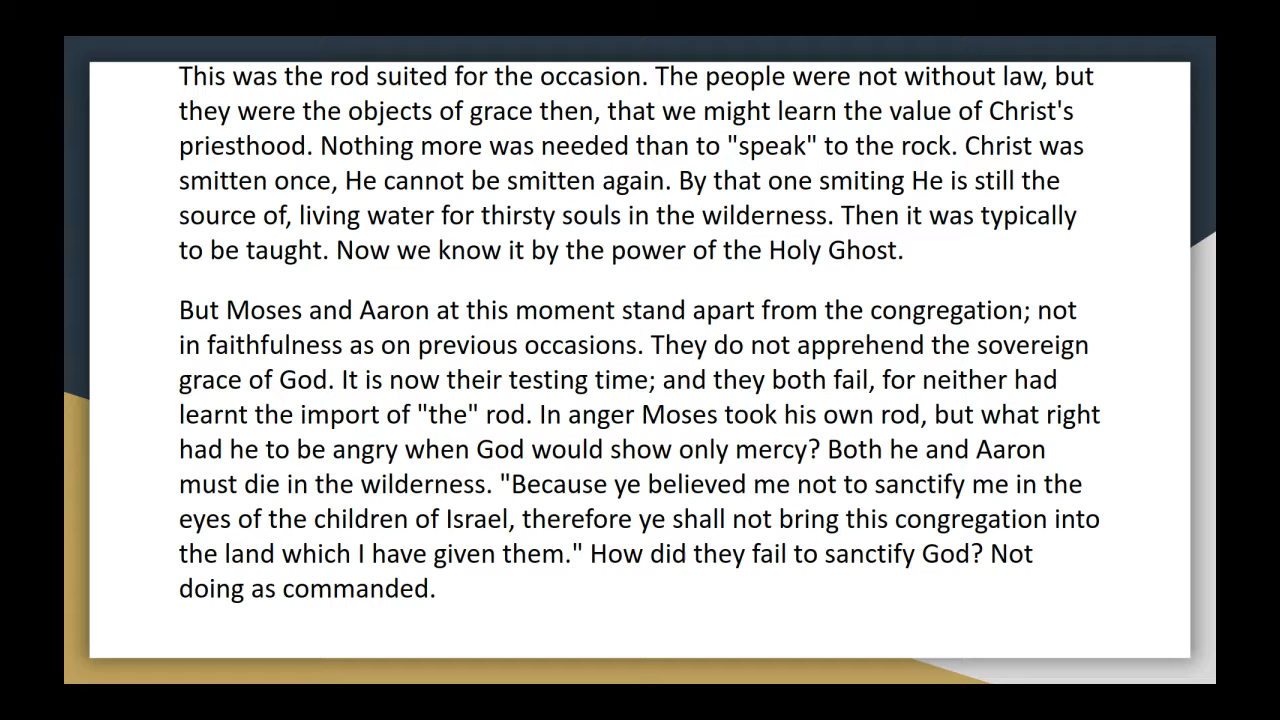 This was the rod suited for the occasion. The people were not without law, but
they were the objects of grace then, that we might learn the value of Christ's
priesthood. Nothing more was needed than to "speak" to the rock. Christ was
smitten once, He cannot be smitten again. By that one smiting He is still the
source of, living water for thirsty souls in the wilderness. Then it was typically
to be taught. Now we know it by the power of the Holy Ghost.
But Moses and Aaron at this moment stand apart from the congregation; not
in faithfulness as on previous occasions. They do not apprehend the sovereign
grace of God. It is now their testing time; and they both fail, for neither had
learnt the import of "the" rod. In anger Moses took his own rod, but what right
had he to be angry when God would show only mercy? Both he and Aaron
must die in the wilderness. "Because ye believed me not to sanctify me in the
eyes of the children of Israel, therefore ye shall not bring this congregation into
the land which I have given them." How did they fail to sanctify God? Not
doing as commanded.